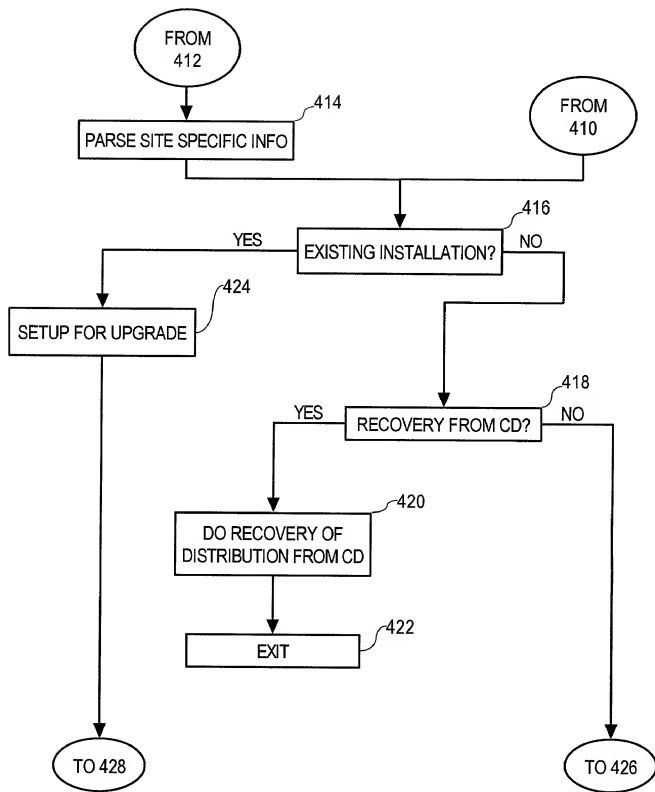 FROM
412
414
PARSE SITE SPECIFIC INFO
FROM
410
416
YES
EXISTING INSTALLATION?
NO
424
SETUP FOR UPGRADE
418
YES
RECOVERY FROM CD?
NO
420
DO RECOVERY OF
DISTRIBUTION FROM CD
422
EXIT
TO 428
TO 426